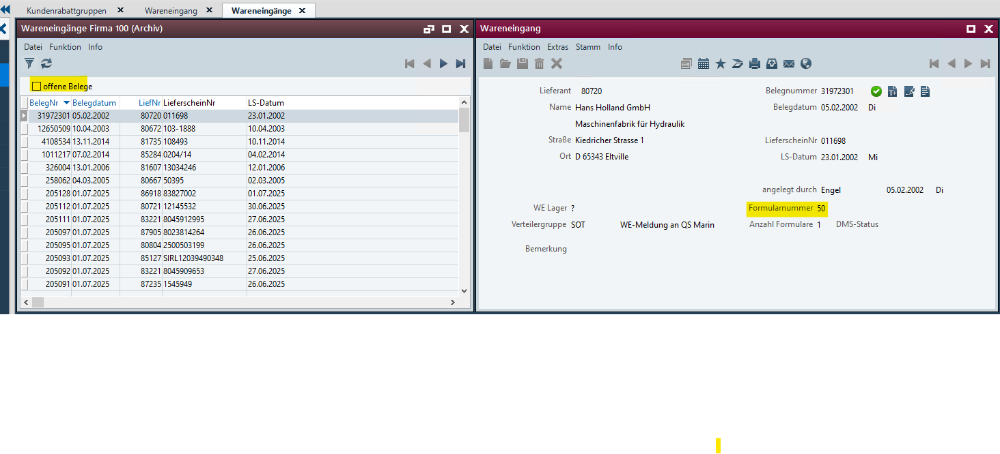 Kundenrabattgruppen Wareneingang Wareneingänge
Wareneingänge Firma 100 (Archiv)
Datei Funktion Info
offene Belege
BelegNr Belegdatum LiefNr LieferscheinNr LS-Datum
31972301 05.02.2002 80720 011698 23.01.2002
12650509 10.04.2003 80672 103-1888 10.04.2003
4108534 13.11.2014 81735 108493 10.11.2014
1011217 07.02.2014 85284 0204/14 04.02.2014
326004 13.01.2006 81607 13034246 12.01.2006
258062 04.03.2005 80667 50395 02.03.2005
205128 01.07.2025 86918 83827002 01.07.2025
205112 01.07.2025 80721 12145532 30.06.2025
205111 01.07.2025 83221 8045912995 27.06.2025
205097 01.07.2025 87905 8023814264 26.06.2025
205095 01.07.2025 80804 2500503199 26.06.2025
205093 01.07.2025 85127 SIRL12039490348 25.06.2025
205092 01.07.2025 83221 8045909653 27.06.2025
205091 01.07.2025 87235 1545949 26.06.2025
Wareneingang
Datei Funktion Extras Stamm Info
Lieferant 80720 Belegnummer 31972301
Name Hans Holland GmbH Belegdatum 05.02.2002 Di
Maschinenfabrik für Hydraulik
Straße Kiedricher Strasse 1 LieferscheinNr 011698
Ort D 65343 Eltville LS-Datum 23.01.2002 Mi
angelegt durch Engel 05.02.2002 Di
WE Lager ? Formularnummer 50
Verteilergruppe SOT WE-Meldung an QS Marin Anzahl Formulare 1 DMS-Status
Bemerkung